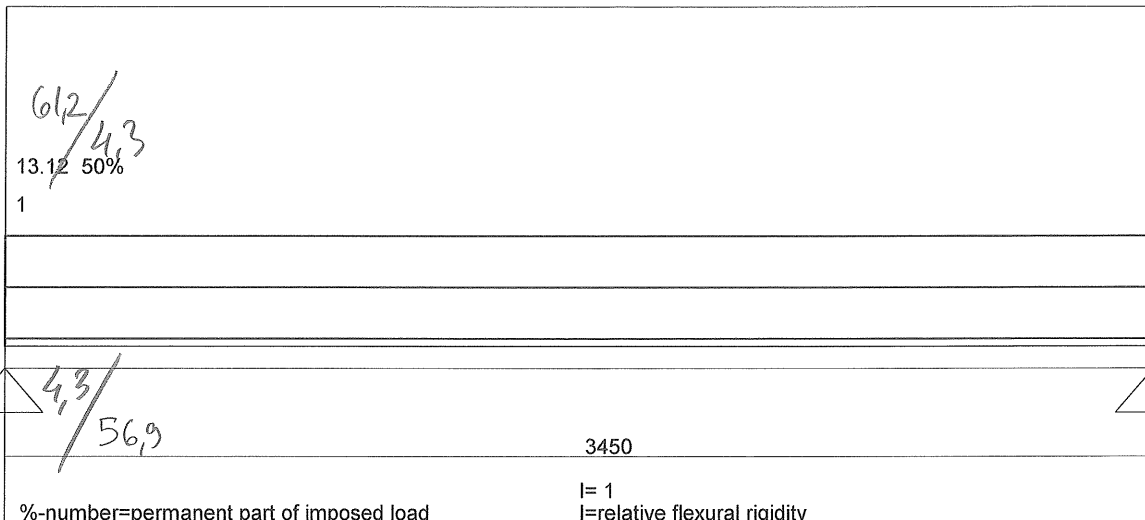 61,2/4,3
13.12 50%
1
4,3/56,9
3450
I= 1
%-number=permanent part of imposed load I=relative flexural rigidity